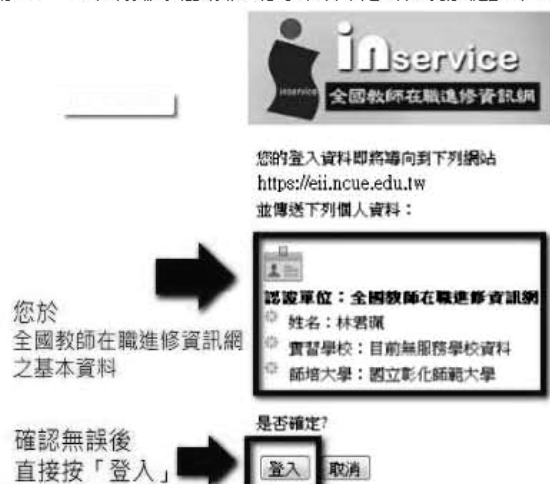 inservice
inservice
全國教師在職進修資訊網
您的登入資料即將導向到下列網站
https://eii.ncue.edu.tw
並傳送下列個人資料：
認證單位：全國教師在職進修資訊網
姓名：林君
實習學校：目前無服務學校資料
師培大學：國立彰化師範大學
您於
全國教師在職進修資訊網
之基本資料
是否確定?
確認無誤後
直接按「登入」
登入
取消